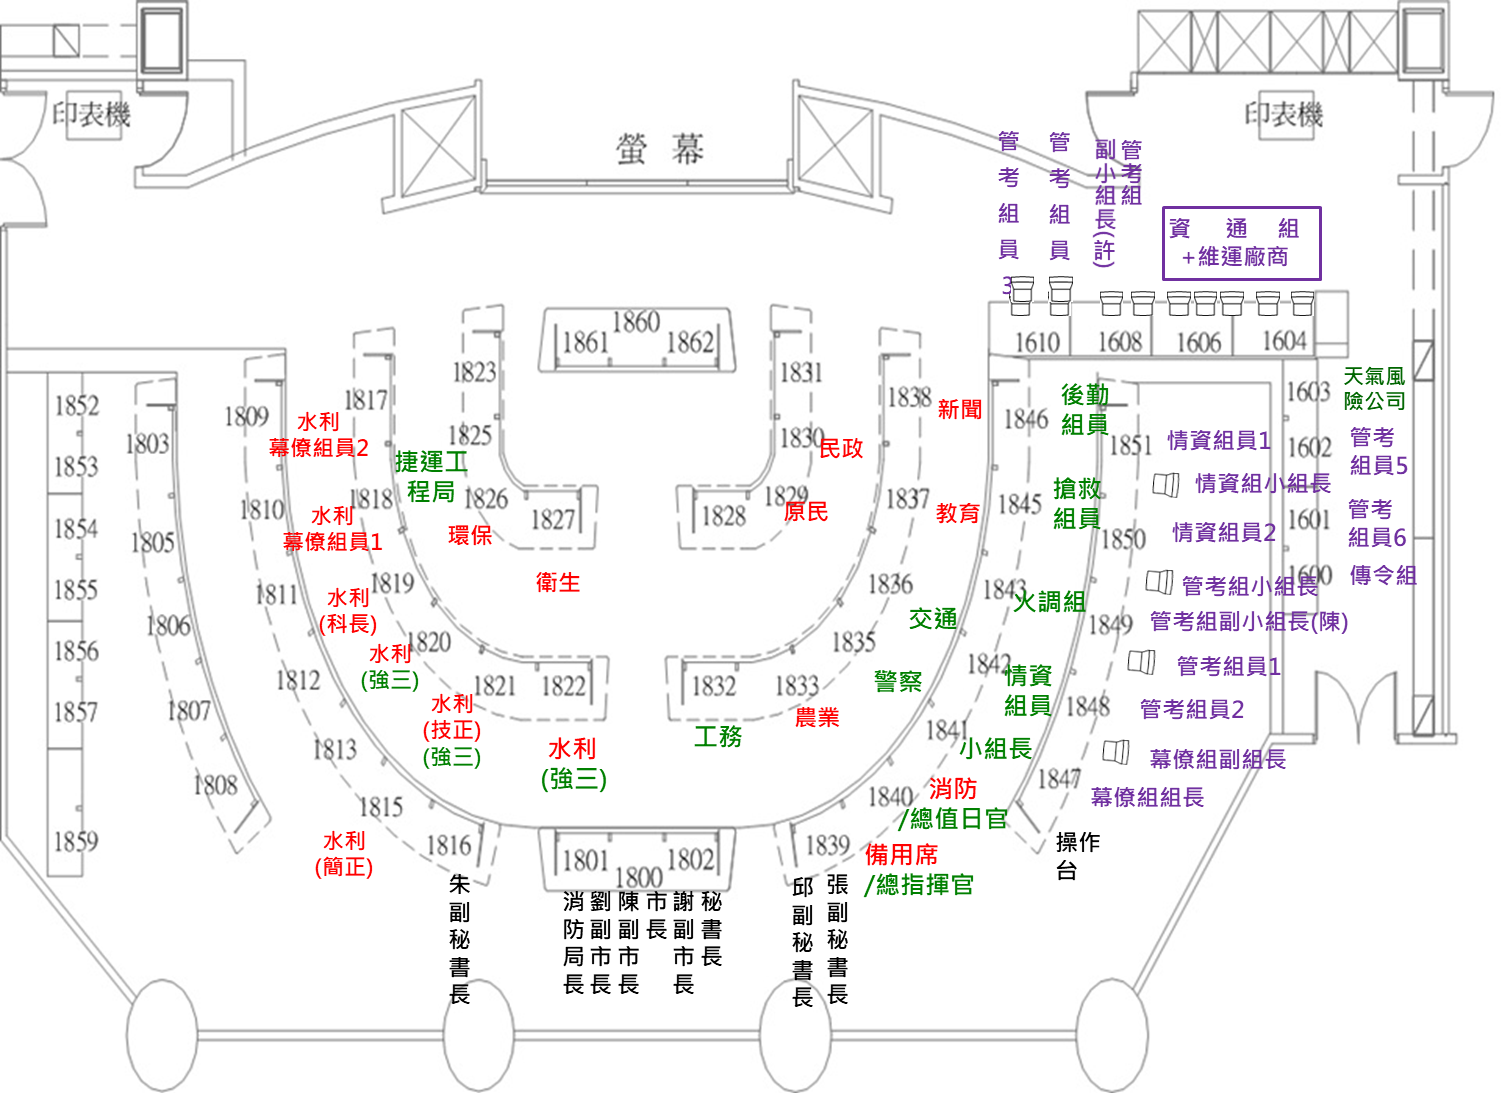 印表機
印表機
螢幕
管考組員3
管考組員
管考組
副小組長(許)
資通組
+維運廠商
1610
1608
1606
1604
1603
天氣風
險公司
1602
管考
組員5
1601
管考
組員6
1600
傳令組
1860
1861
1862
1823
1825
1826
1827
1831
1830
1829
1828
民政
原民
環保
衛生
1817
1818
1819
1820
1821
1822
捷運工
程局
1838
1837
1836
1835
1833
1832
新聞
教育
交通
警察
農業
工務
1809
1810
1811
1812
1813
1815
1816
水利
幕僚組員2
水利
幕僚組員1
水利
(科長)
水利
(強三)
水利
(技正)
(強三)
水利
(強三)
水利
(簡正)
1846
1845
1843
1842
1841
1840
1839
後勤
組員
搶救
組員
火調組
情資
組員
小組長
消防
/總值日官
備用席
/總指揮官
1803
1805
1806
1807
1808
1852
1853
1854
1855
1856
1857
1859
1851
1850
1849
1848
1847
情資組員1
情資組小組長
情資組員2
管考組小組長
管考組副小組長(陳)
管考組員1
管考組員2
幕僚組副組長
幕僚組組長
操作
台
1801
1802
1800
朱副秘書長
消防局長
劉副市長
陳副市長
市長
謝副市長
秘書長
邱副秘書長
張副秘書長